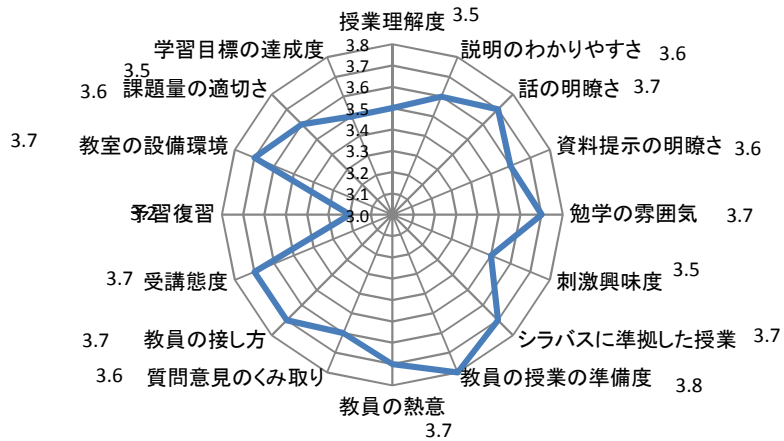 授業理解度 3.5
説明のわかりやすさ 3.6
話の明瞭さ 3.7
資料提示の明瞭さ 3.6
勉学の雰囲気 3.7
刺激興味度 3.5
シラバスに準拠した授業 3.7
教員の授業の準備度 3.8
教員の熱意 3.7
質問意見のくみ取り 3.6
教員の接し方 3.7
受講態度 3.7
予習復習 3.2
教室の設備環境 3.7
課題量の適切さ 3.6
学習目標の達成度 3.5
3.8
3.7
3.6
3.5
3.4
3.3
3.2
3.1
3.0